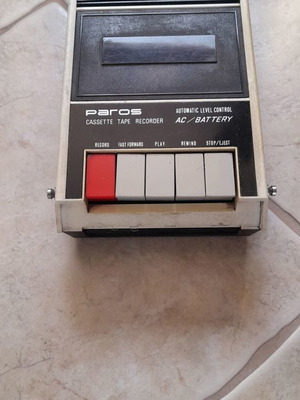 Paros
CASSETTE TAPE RECORDER
AUTOMATIC LEVEL CONTROL
AC/BATTERY
RECORD FAST FORWARD PLAY REWIND STOP/EJECT